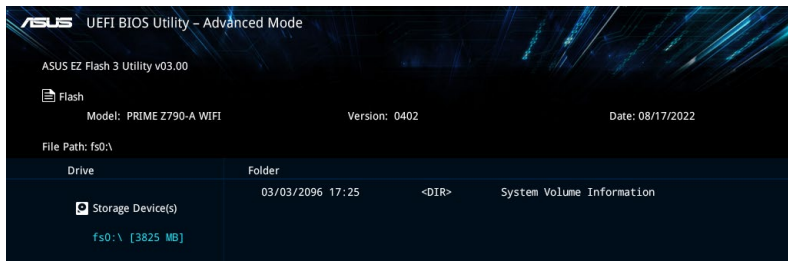 ASUS UEFI BIOS Utility – Advanced Mode
ASUS EZ Flash 3 Utility v03.00
Flash
Model: PRIME Z790-A WIFI Version: 0402 Date: 08/17/2022
File Path: fs0:\
Drive Folder
03/03/2096 17:25 <DIR> System Volume Information
Storage Device(s)
fs0:\ [3825 MB]